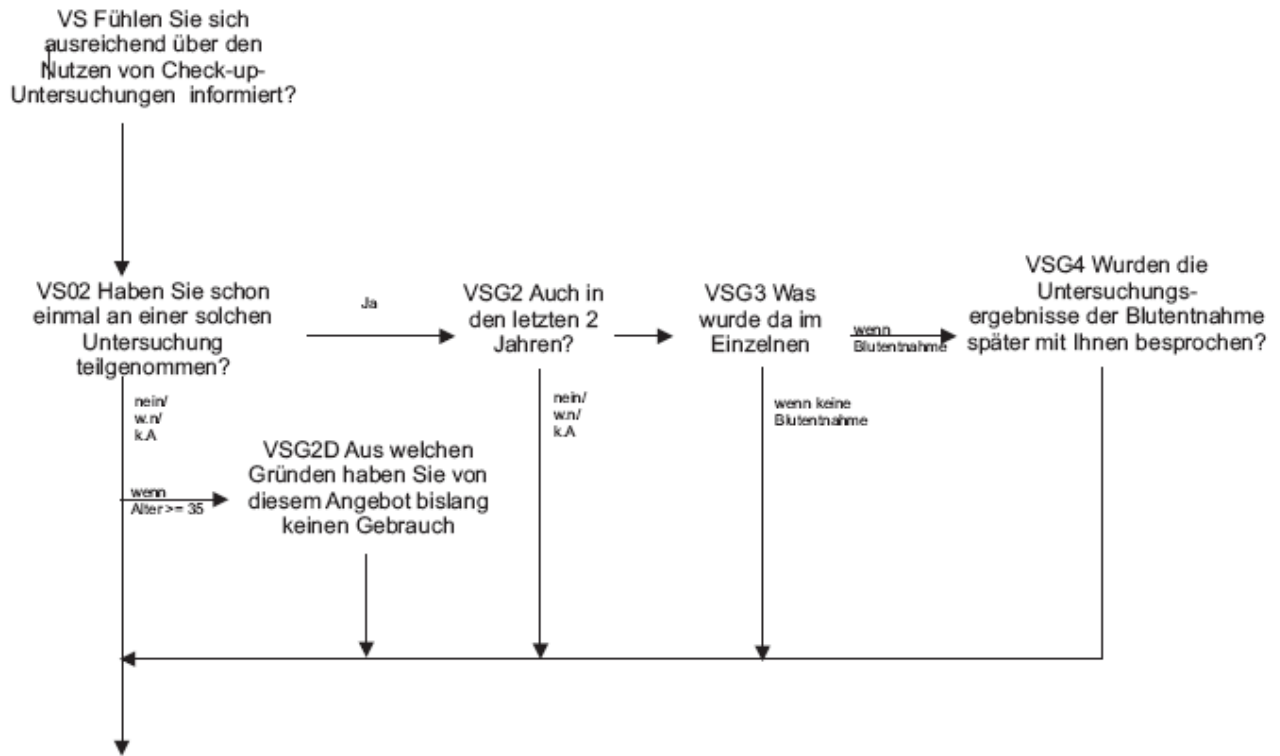 VS Fühlen Sie sich
ausreichend über den
Nutzen von Check-up-
Untersuchungen informiert?
VS02 Haben Sie schon
einmal an einer solchen
Untersuchung
teilgenommen?
Ja
VSG2 Auch in
den letzten 2
Jahren?
VSG3 Was
wurde da im
Einzelnen
wenn
Blutentnahme
VSG4 Wurden die
Untersuchungs-
ergebnisse der Blutentnahme
später mit Ihnen besprochen?
nein/
w.n/
k.A
wenn
Alter >= 35
VSG2D Aus welchen
Gründen haben Sie von
diesem Angebot bislang
keinen Gebrauch
nein/
w.n/
k.A
wenn keine
Blutentnahme